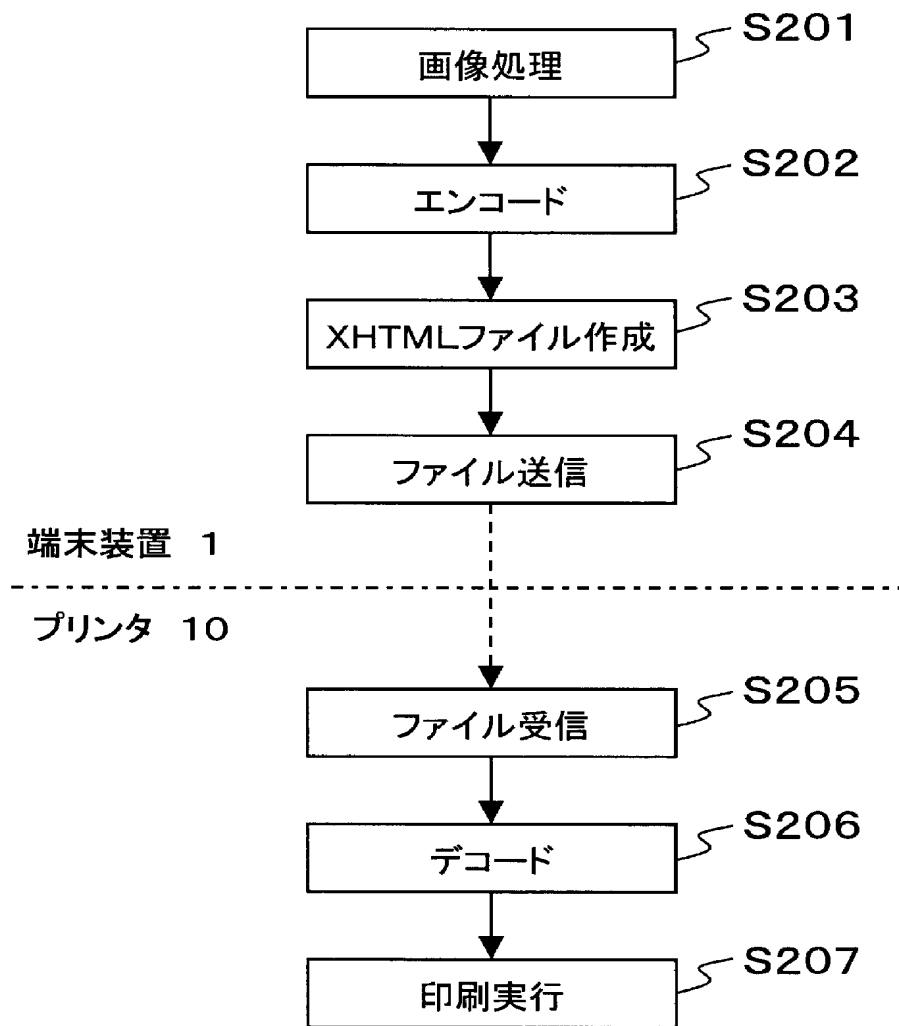 S201
画像処理
S202
エンコード
S203
XHTMLファイル作成
S204
ファイル送信
端末装置 1
プリンタ 10
S205
ファイル受信
S206
デコード
S207
印刷実行